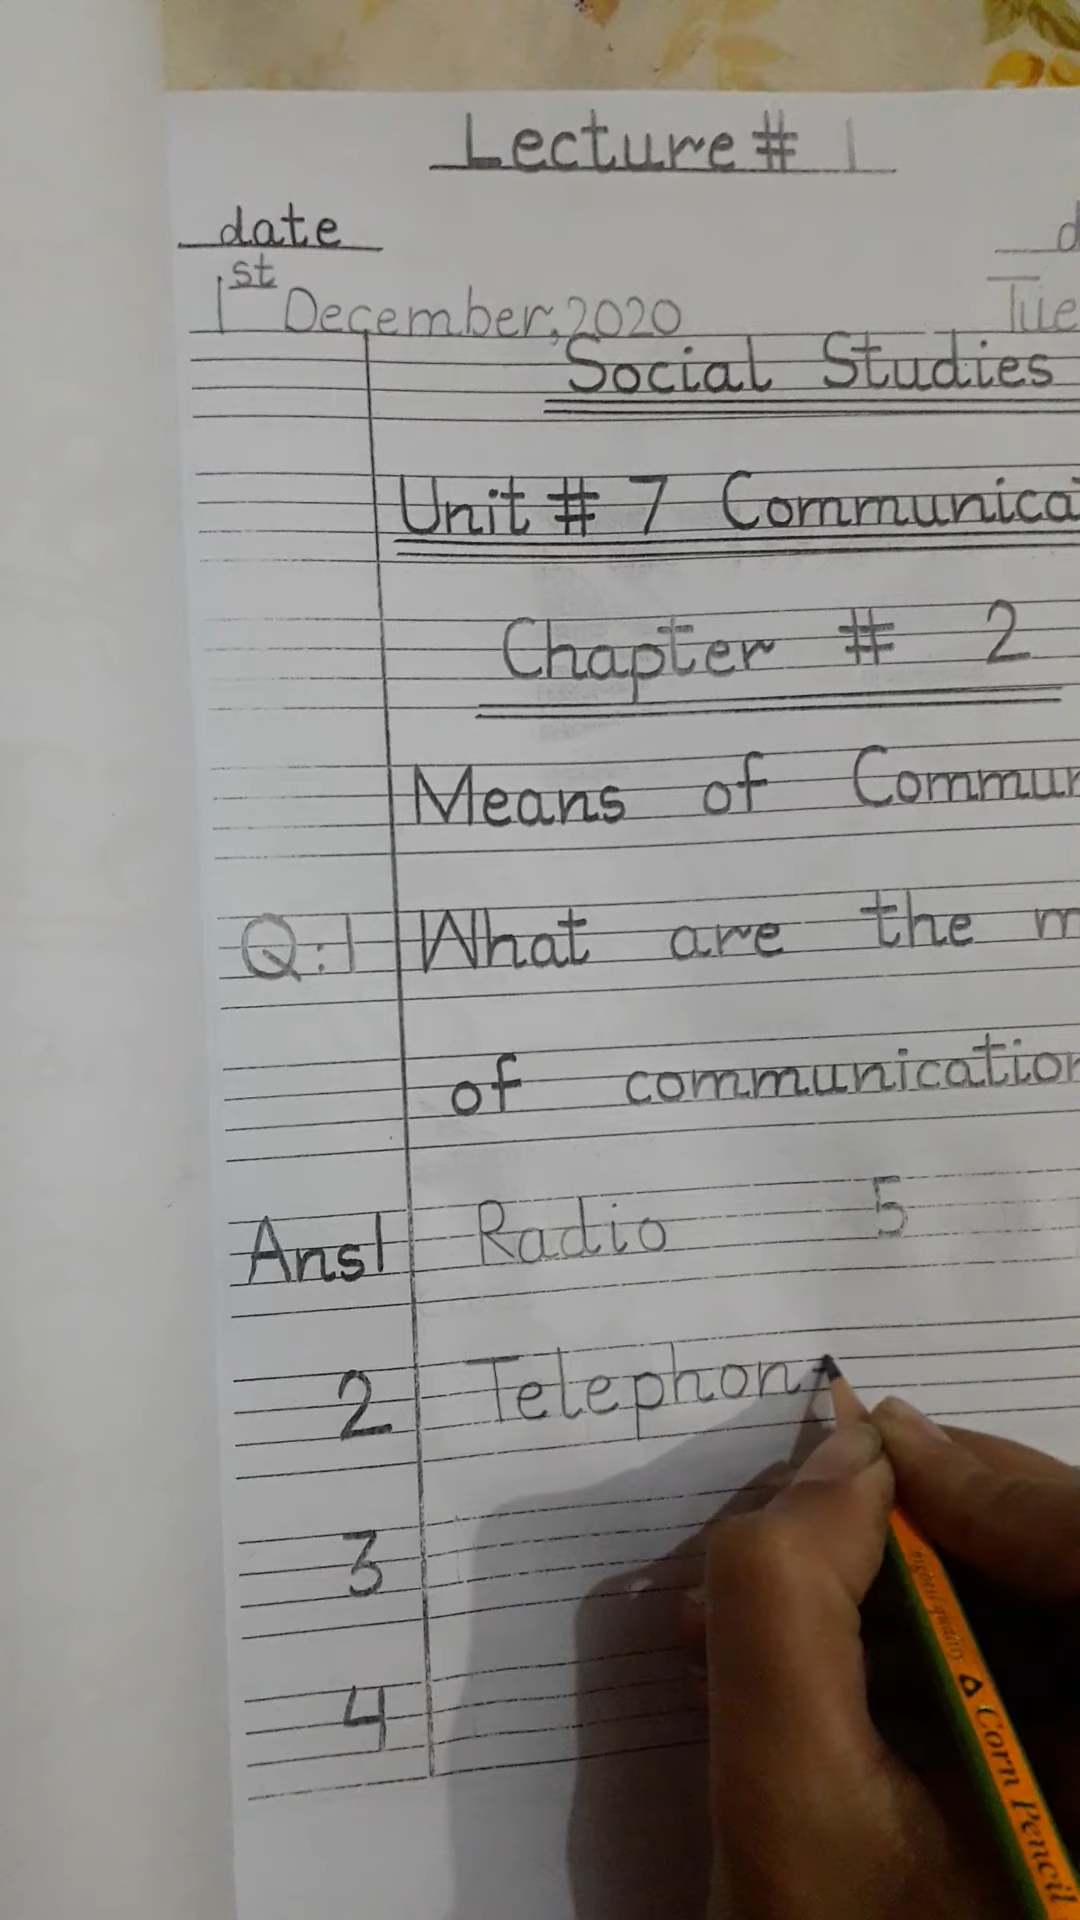 Lecture # 1
date d
1st December, 2020 Tue
Social Studies
Unit # 7 Communica
Chapter # 2
Means of Commun
Q:1 What are the m
of communication
Ans1 Radio 5
2 Telephon
3
4
Corn Pencil